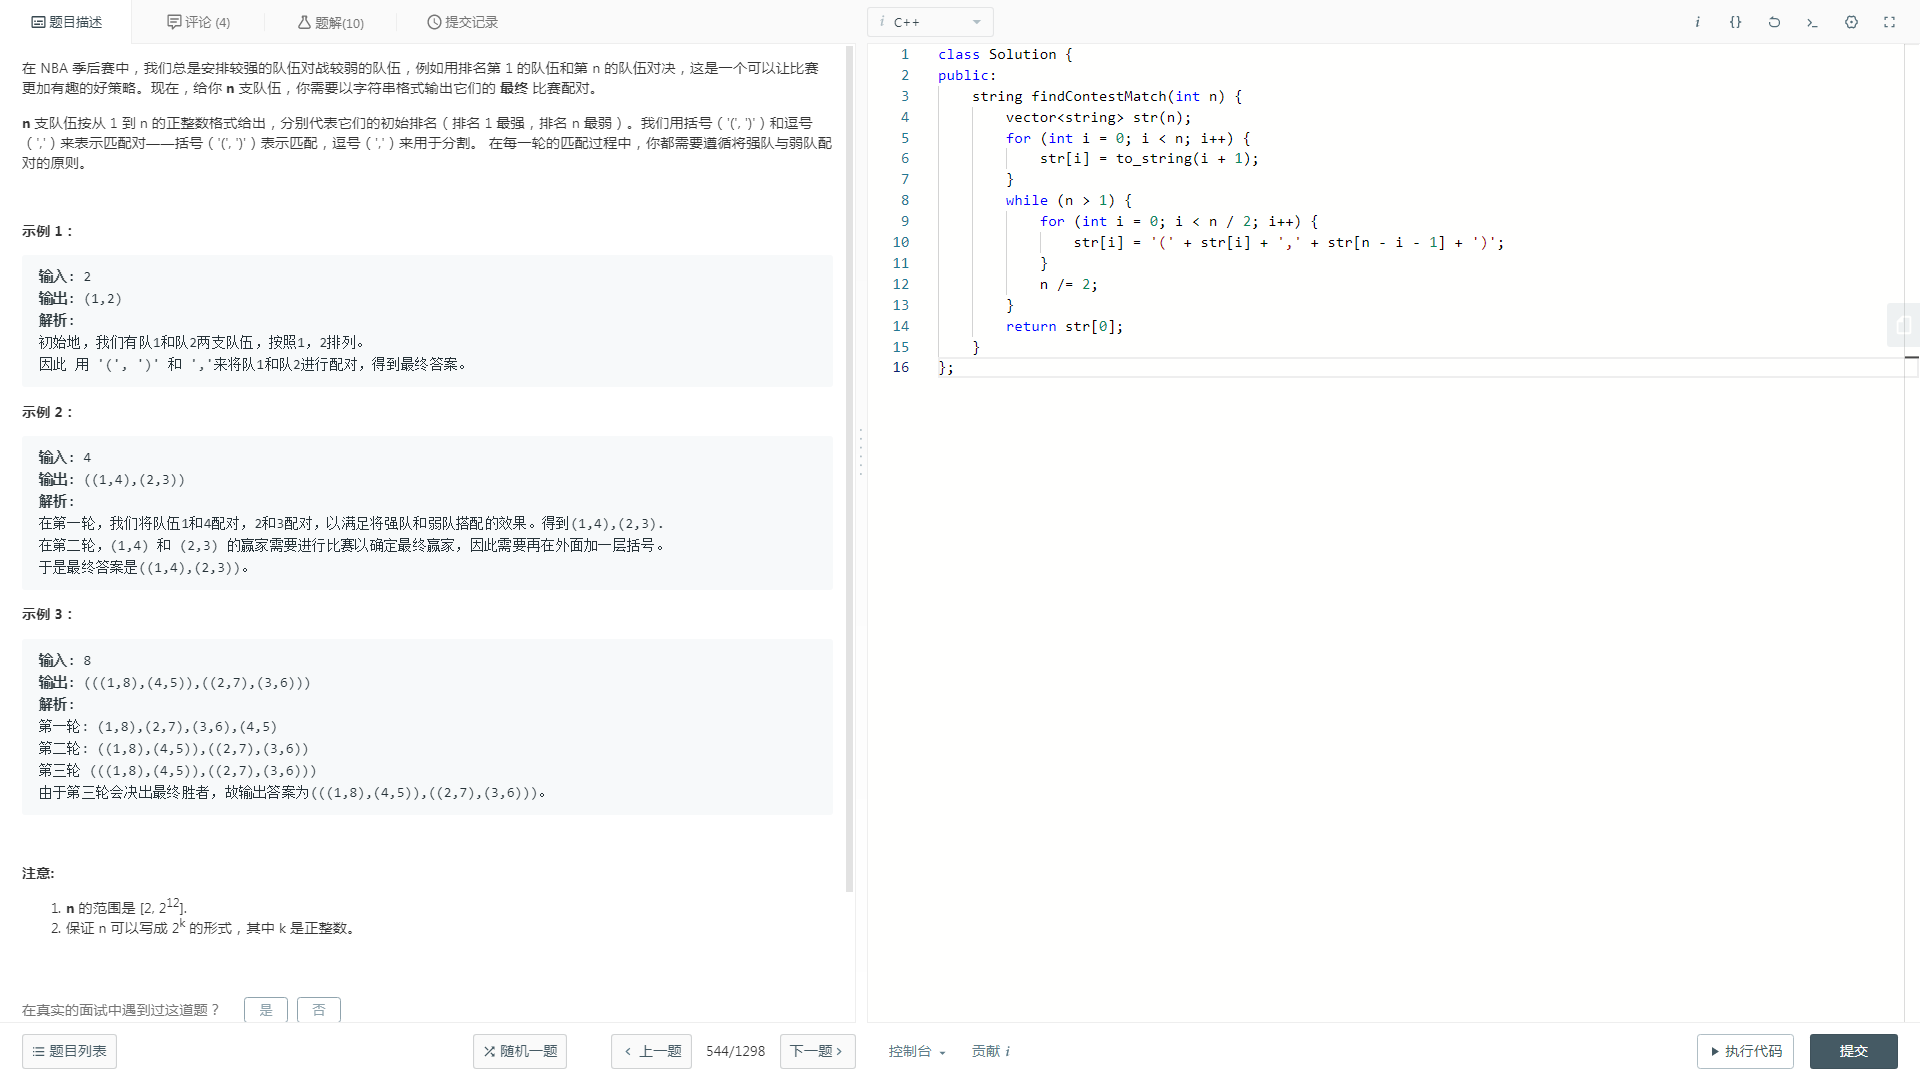 题目描述
评论 (4)
题解(10)
提交记录
i C++
i {}
在 NBA 季后赛中，我们总是安排较强的队伍对战较弱的队伍，例如用排名第 1 的队伍和第 n 的队伍对决，这是一个可以让比赛
更加有趣的好策略。现在，给你 n 支队伍，你需要以字符串格式输出它们的 最终 比赛配对。
n 支队伍按从 1 到 n 的正整数格式给出，分别代表它们的初始排名（排名 1 最强，排名 n 最弱）。我们用括号（'(', ')'）和逗号
（','）来表示匹配对——括号（'(', ')'）表示匹配，逗号（','）来用于分割。 在每一轮的匹配过程中，你都需要遵循将强队与弱队配
对的原则。
示例 1：
输入: 2
输出: (1,2)
解析:
初始地，我们有队1和队2两支队伍，按照1，2排列。
因此 用 '(', ')' 和 ','来将队1和队2进行配对，得到最终答案。
示例 2：
输入: 4
输出: ((1,4),(2,3))
解析:
在第一轮，我们将队伍1和4配对，2和3配对，以满足将强队和弱队搭配的效果。得到(1,4),(2,3).
在第二轮，(1,4) 和 (2,3) 的赢家需要进行比赛以确定最终赢家，因此需要再在外面加一层括号。
于是最终答案是((1,4),(2,3))。
示例 3：
输入: 8
输出: (((1,8),(4,5)),((2,7),(3,6)))
解析:
第一轮: (1,8),(2,7),(3,6),(4,5)
第二轮: ((1,8),(4,5)),((2,7),(3,6))
第三轮 (((1,8),(4,5)),((2,7),(3,6)))
由于第三轮会决出最终胜者，故输出答案为(((1,8),(4,5)),((2,7),(3,6)))。
注意:
1. n 的范围是 [2, 2^12].
2. 保证 n 可以写成 2^k 的形式，其中 k 是正整数。
在真实的面试中遇到过这道题？ 是 否
1 class Solution {
2 public:
3 string findContestMatch(int n) {
4 vector<string> str(n);
5 for (int i = 0; i < n; i++) {
6 str[i] = to_string(i + 1);
7 }
8 while (n > 1) {
9 for (int i = 0; i < n / 2; i++) {
10 str[i] = '(' + str[i] + ',' + str[n - i - 1] + ')';
11 }
12 n /= 2;
13 }
14 return str[0];
15 }
16 };
题目列表
随机一题
上一题
544/1298
下一题
控制台
贡献 i
执行代码
提交